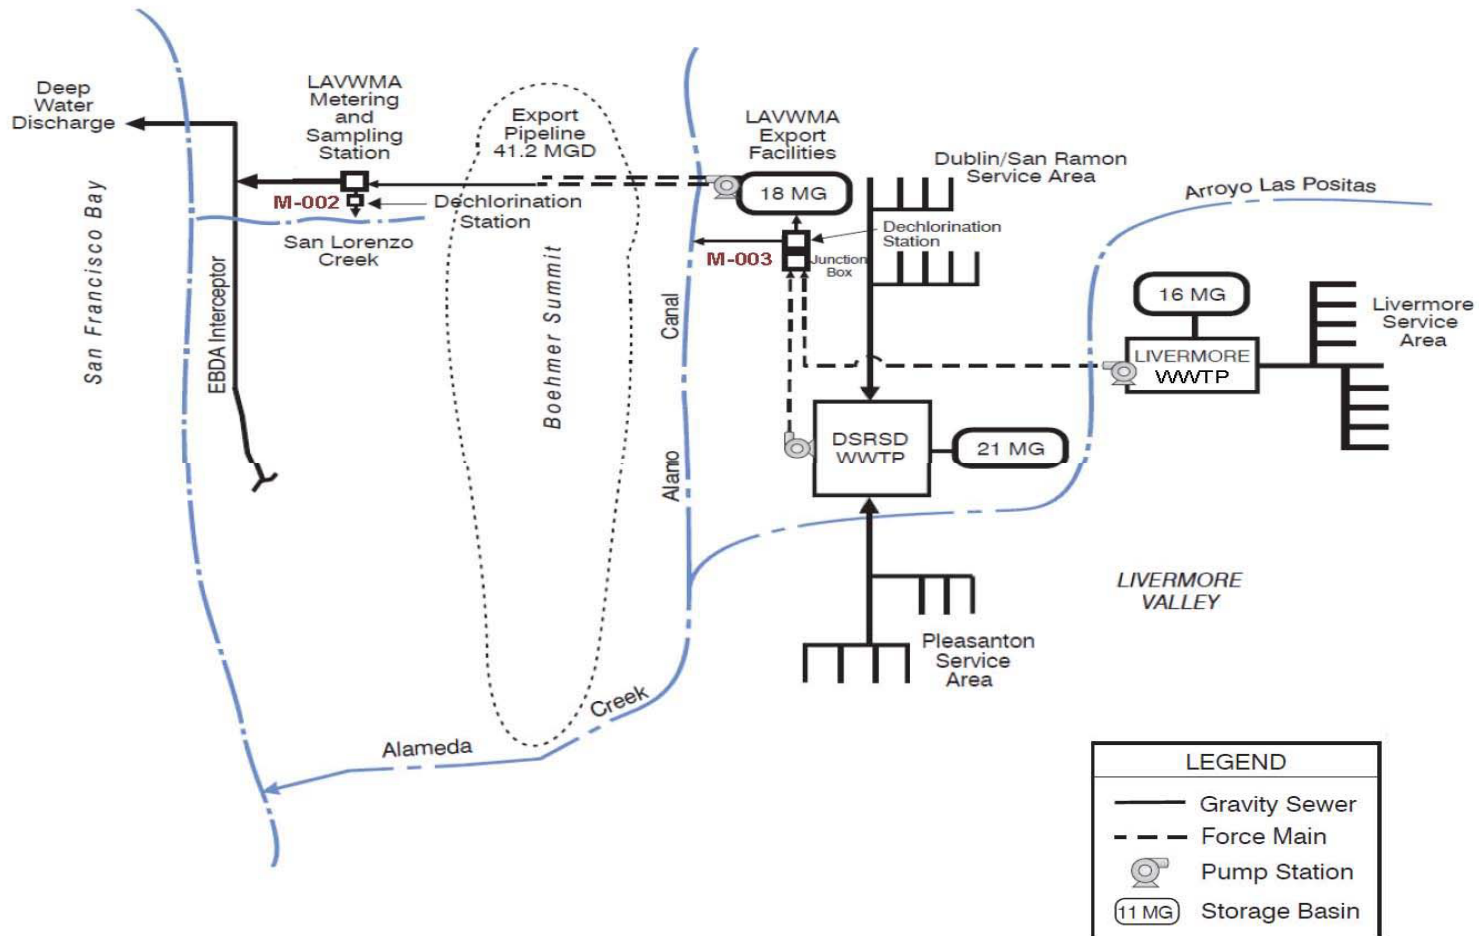 Deep
Water
Discharge
LAVWMA
Metering
and
Sampling
Station
M-002
Dechlorination
Station
San Lorenzo
Creek
San Francisco Bay
EBDA Interceptor
Export
Pipeline
41.2 MGD
Boehmer Summit
LAVWMA
Export
Facilities
18 MG
Dechlorination
Station
M-003
Junction
Box
Alamo Canal
Dublin/San Ramon
Service Area
Arroyo Las Positas
16 MG
LIVERMORE
WWTP
Livermore
Service
Area
DSRSD
WWTP
21 MG
LIVERMORE
VALLEY
Pleasanton
Service
Area
Alameda Creek
LEGEND
Gravity Sewer
Force Main
Pump Station
11 MG Storage Basin